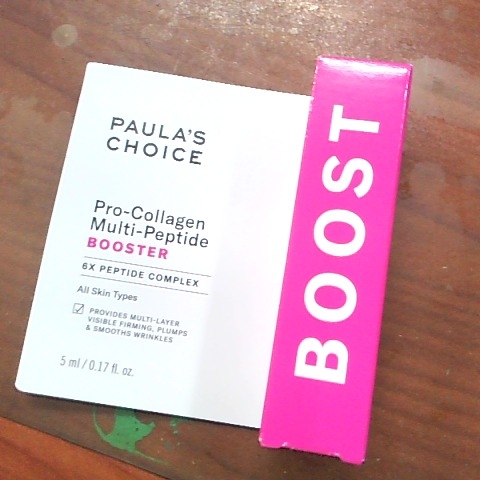 PAULA'S
CHOICE
Pro-Collagen
Multi-Peptide
BOOSTER
6X PEPTIDE COMPLEX
All Skin Types
PROVIDES MULTI-LAYER
VISIBLE FIRMING, PLUMPS
& SMOOTHS WRINKLES
5 ml / 0.17 fl. oz.
BOOST